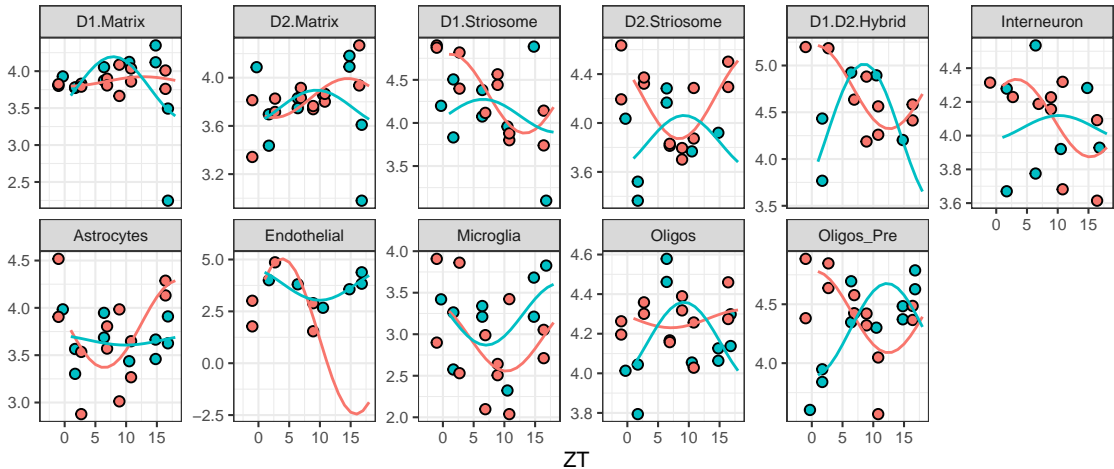 D1.Matrix D2.Matrix D1.Striosome D2.Striosome D1.D2.Hybrid Interneuron
4.0 3.5 3.0 2.5
3.8 3.4 3.0
4.5 4.0 3.5
4.4 4.0 3.6
5.0 4.5 4.0 3.5
4.4 4.2 4.0 3.8 3.6
0 5 10 15
Astrocytes Endothelial Microglia Oligos Oligos_Pre
4.5 4.0 3.5 3.0
5.0 2.5 0.0 −2.5
4.0 3.5 3.0 2.5 2.0
4.6 4.4 4.2 4.0 3.8
4.5 4.0
0 5 10 15 0 5 10 15 0 5 10 15 0 5 10 15 0 5 10 15
ZT